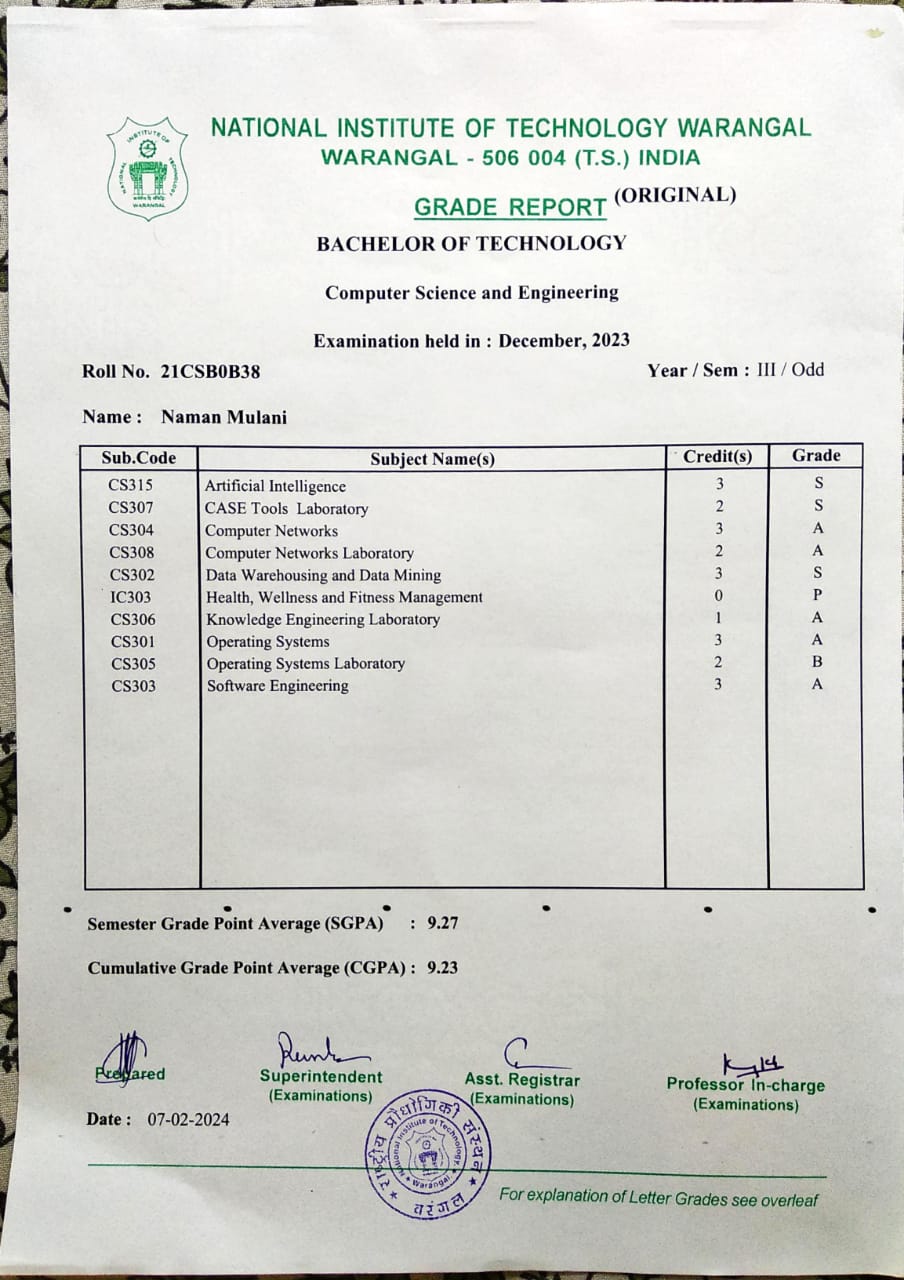 NATIONAL INSTITUTE OF TECHNOLOGY WARANGAL
WARANGAL - 506 004 (T.S.) INDIA
INSTITUTE OF
NATIONAL
TECHNOLOGY
WARANGAL
GRADE REPORT (ORIGINAL)
BACHELOR OF TECHNOLOGY
Computer Science and Engineering
Examination held in : December, 2023
Roll No. 21CSB0B38 Year / Sem : III / Odd
Name : Naman Mulani
Sub.Code Subject Name(s) Credit(s) Grade
CS315 Artificial Intelligence 3 S
CS307 CASE Tools Laboratory 2 S
CS304 Computer Networks 3 A
CS308 Computer Networks Laboratory 2 A
CS302 Data Warehousing and Data Mining 3 S
IC303 Health, Wellness and Fitness Management 0 P
CS306 Knowledge Engineering Laboratory 1 A
CS301 Operating Systems 3 A
CS305 Operating Systems Laboratory 2 B
CS303 Software Engineering 3 A
Semester Grade Point Average (SGPA) : 9.27
Cumulative Grade Point Average (CGPA) : 9.23
Prepared Superintendent Asst. Registrar Professor In-charge
(Examinations) (Examinations) (Examinations)
Date : 07-02-2024
राष्ट्रीय प्रौद्योगिकी संस्थान
National Institute of Technology,
Warangal
वरंगल
For explanation of Letter Grades see overleaf